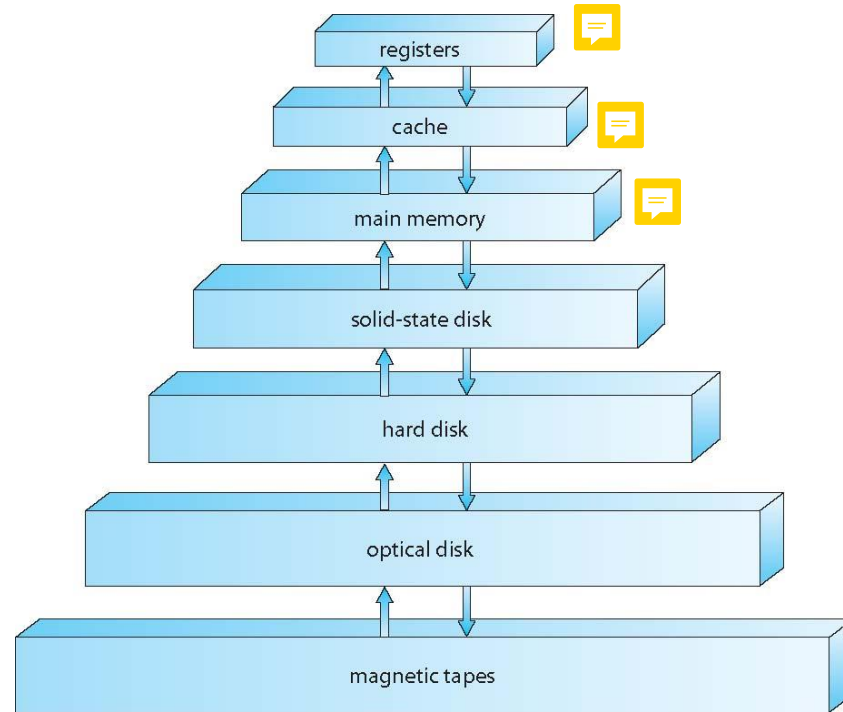 registers
cache
main memory
solid-state disk
hard disk
optical disk
magnetic tapes